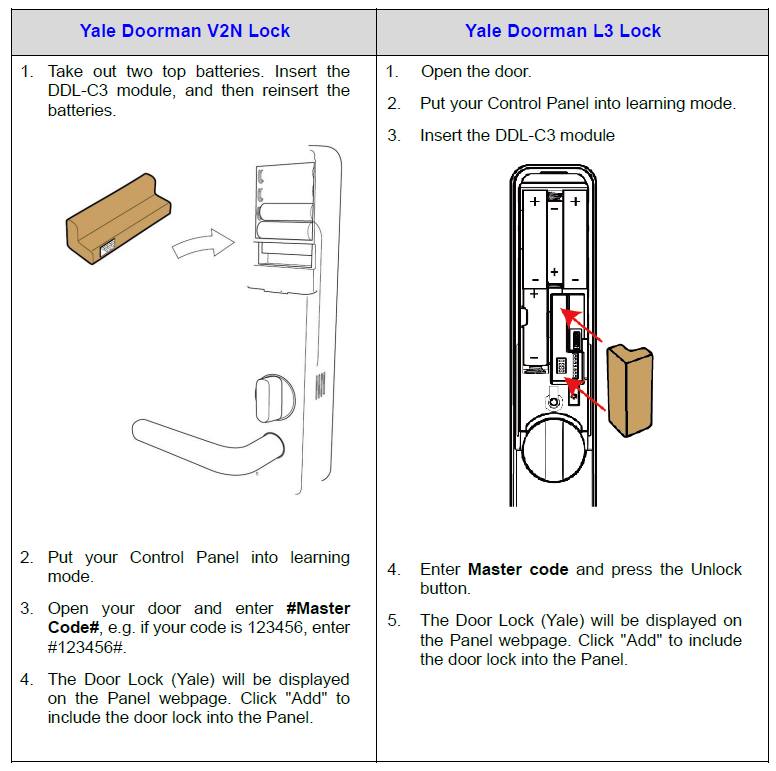 Yale Doorman V2N Lock
1. Take out two top batteries. Insert the
DDL-C3 module, and then reinsert the
batteries.
2. Put your Control Panel into learning
mode.
3. Open your door and enter #Master
Code#, e.g. if your code is 123456, enter
#123456#.
4. The Door Lock (Yale) will be displayed
on the Panel webpage. Click "Add" to
include the door lock into the Panel.
Yale Doorman L3 Lock
1. Open the door.
2. Put your Control Panel into learning mode.
3. Insert the DDL-C3 module
+ - +
- + -
+
-
4. Enter Master code and press the Unlock
button.
5. The Door Lock (Yale) will be displayed on
the Panel webpage. Click "Add" to include
the door lock into the Panel.